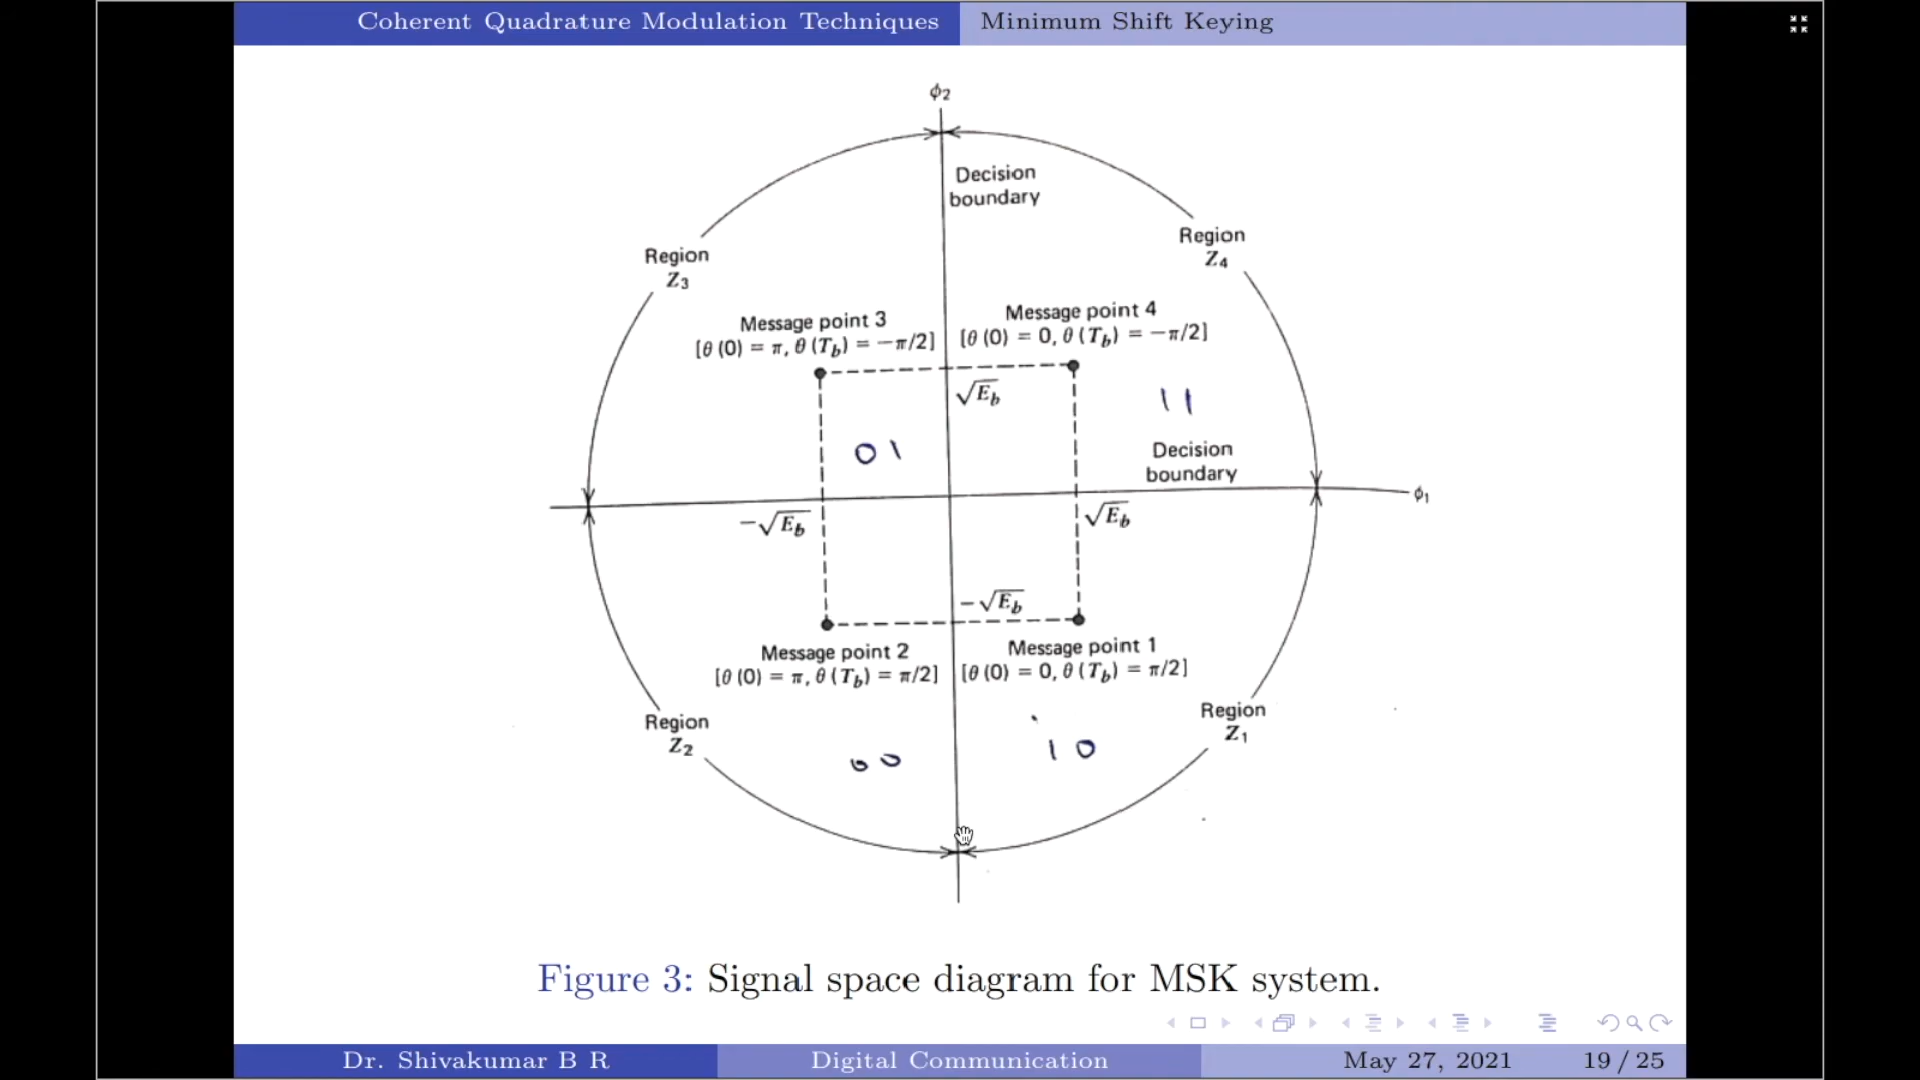 Coherent Quadrature Modulation Techniques Minimum Shift Keying
ϕ2
Decision
boundary
Region
Z3
Region
Z4
Message point 3
[θ (0) = π, θ (Tb) = −π/2]
Message point 4
[θ (0) = 0, θ (Tb) = −π/2]
√Eb
01
11
Decision
boundary
ϕ1
−√Eb
√Eb
−√Eb
Message point 2
[θ (0) = π, θ (Tb) = π/2]
Message point 1
[θ (0) = 0, θ (Tb) = π/2]
Region
Z2
Region
Z1
00
10
Figure 3: Signal space diagram for MSK system.
Dr. Shivakumar B R Digital Communication May 27, 2021 19 / 25